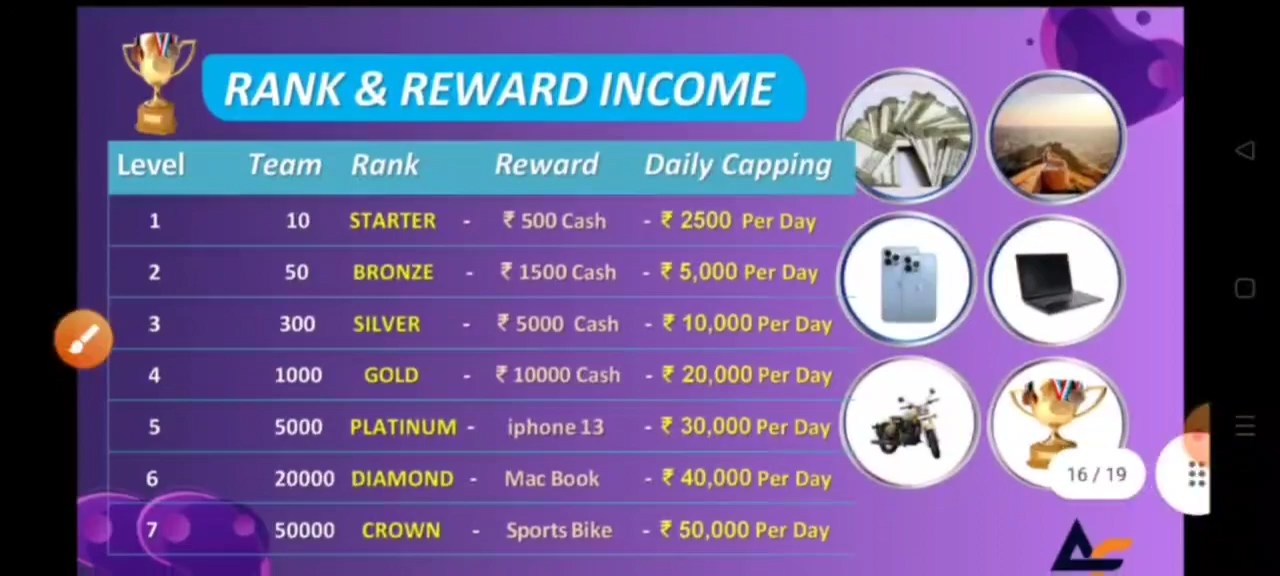 RANK & REWARD INCOME
Level Team Rank Reward Daily Capping
1 10 STARTER - ₹ 500 Cash - ₹ 2500 Per Day
2 50 BRONZE - ₹ 1500 Cash - ₹ 5,000 Per Day
3 300 SILVER - ₹ 5000 Cash - ₹ 10,000 Per Day
4 1000 GOLD - ₹ 10000 Cash - ₹ 20,000 Per Day
5 5000 PLATINUM - iphone 13 - ₹ 30,000 Per Day
6 20000 DIAMOND - Mac Book - ₹ 40,000 Per Day
7 50000 CROWN - Sports Bike - ₹ 50,000 Per Day
16 / 19